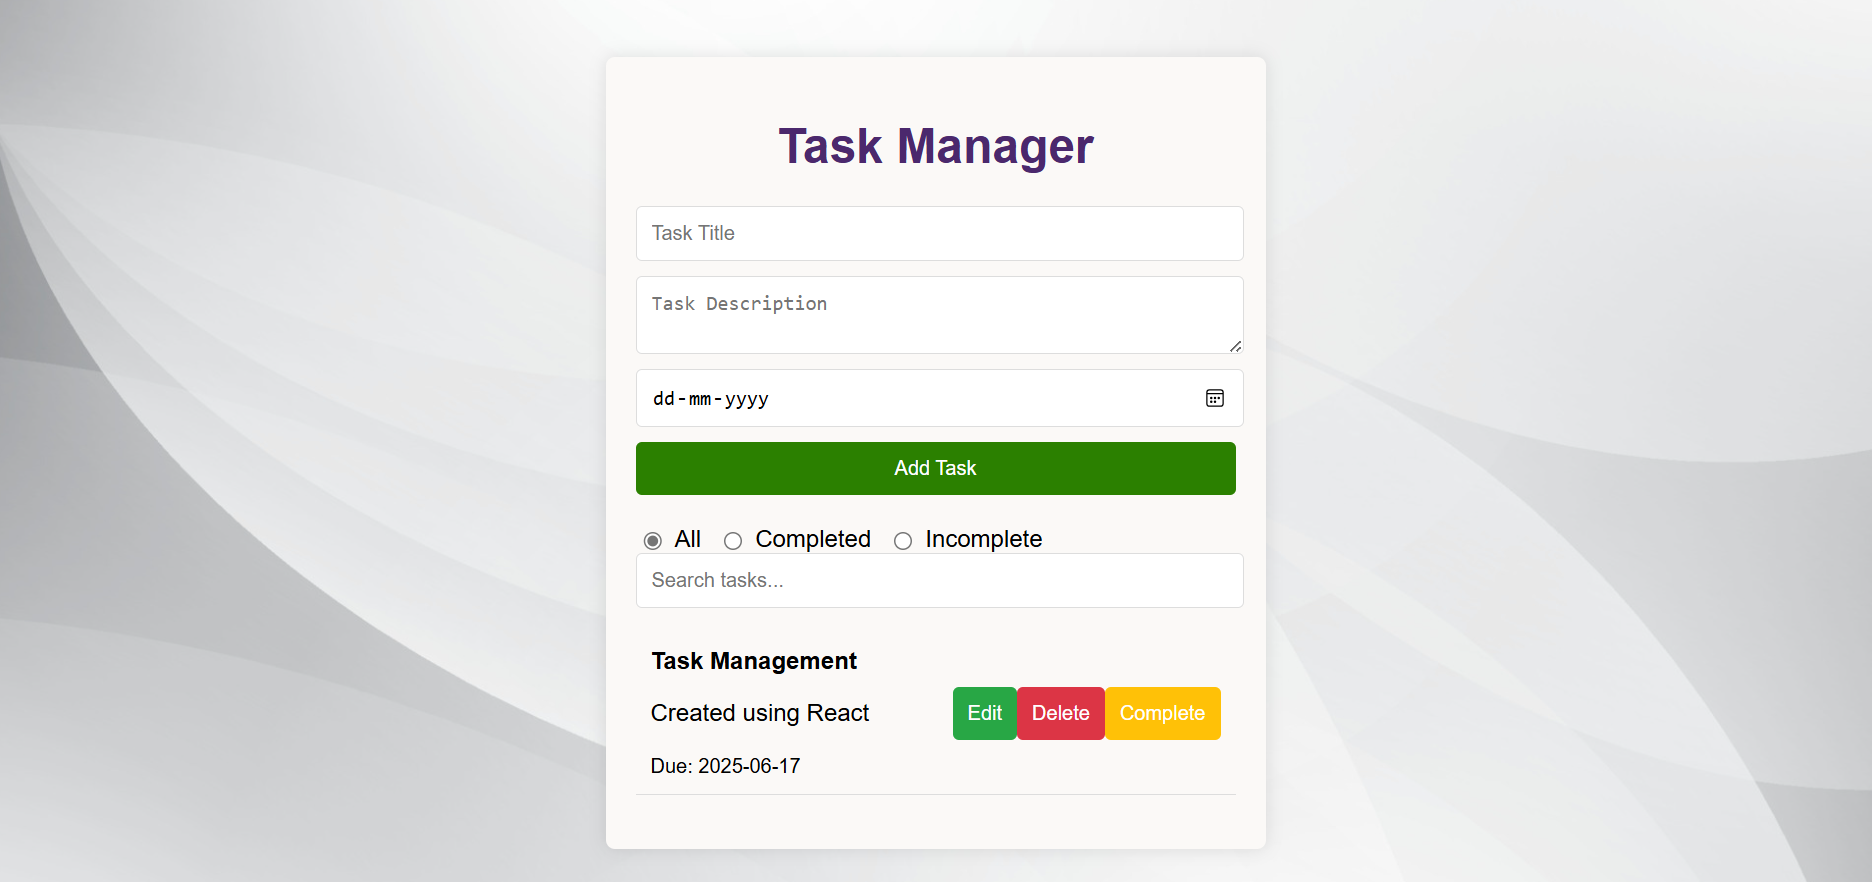 Task Manager
Task Title
Task Description
dd-mm-yyyy
Add Task
All Completed Incomplete
Search tasks...
Task Management
Created using React Edit Delete Complete
Due: 2025-06-17